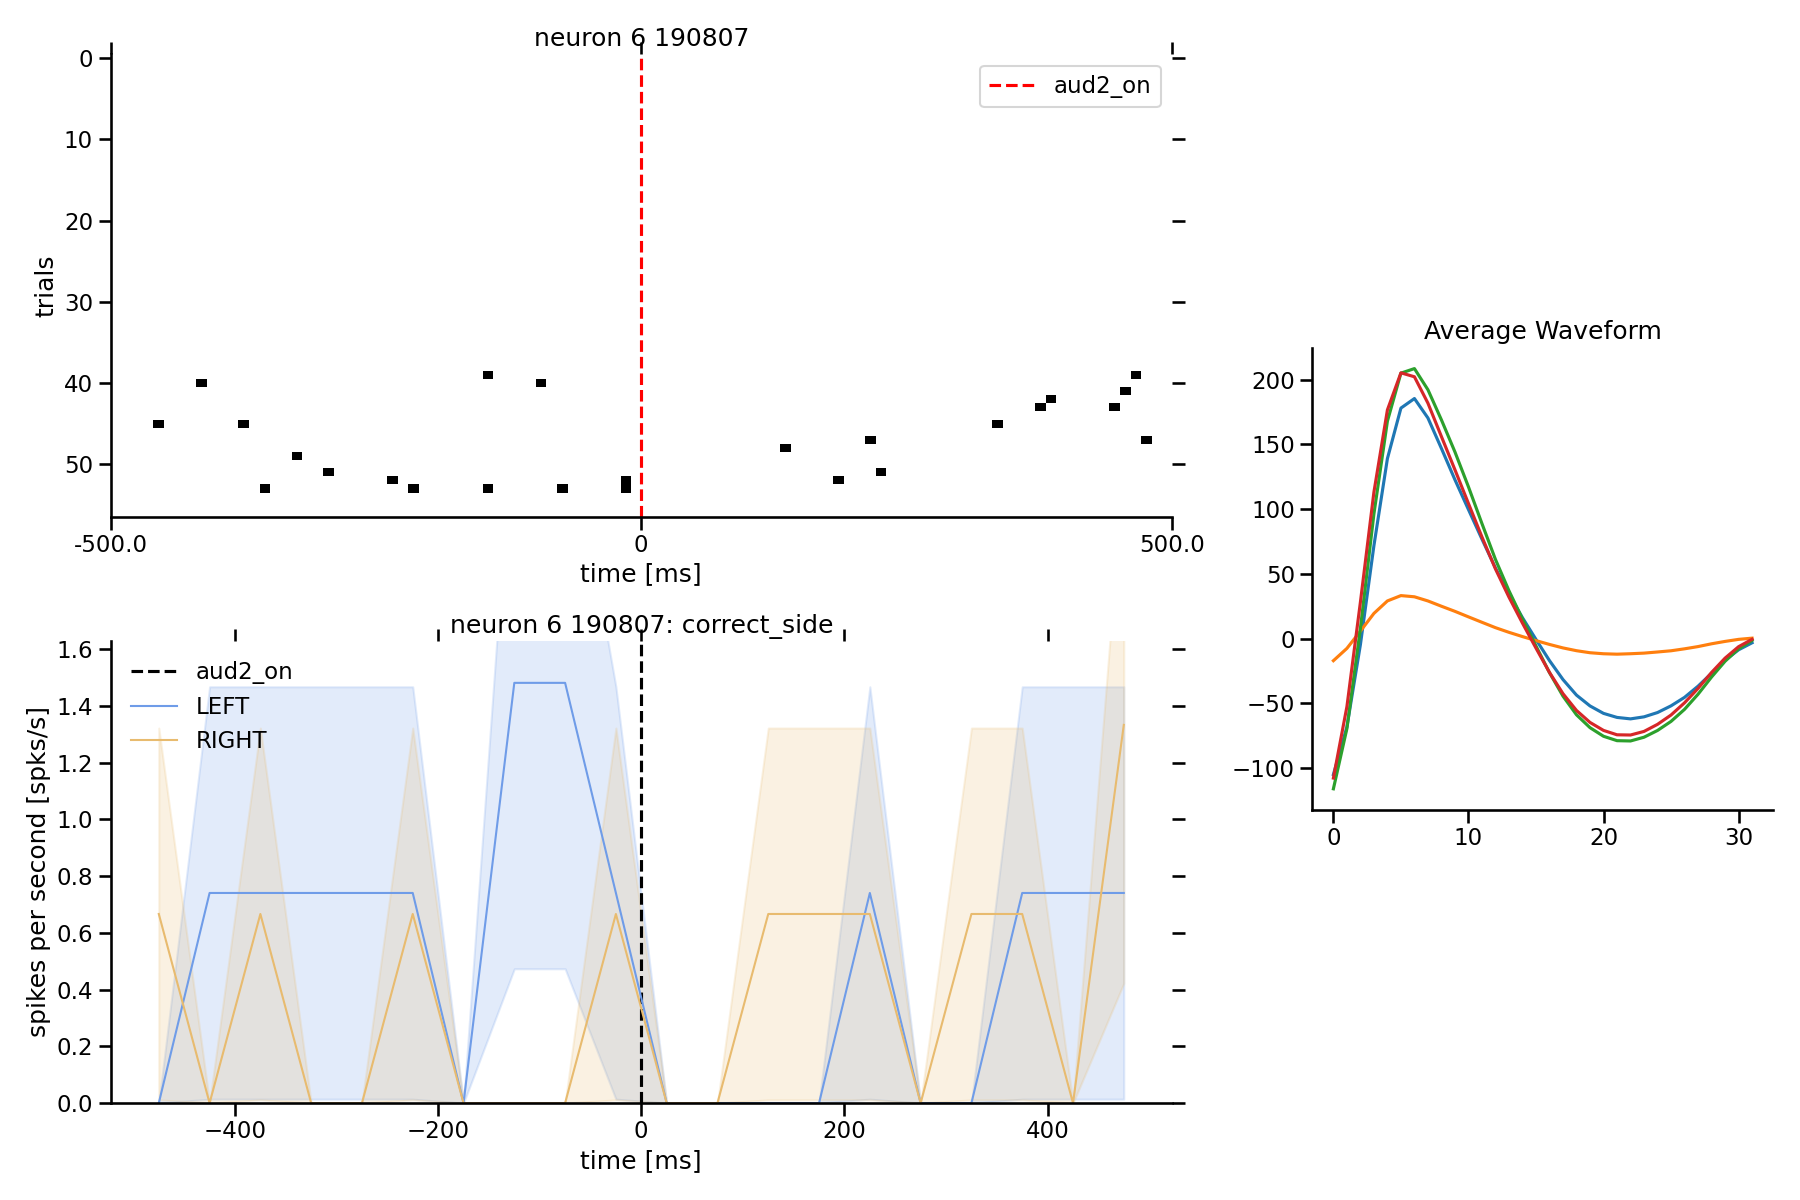 neuron 6 190807
0
10
20
30
40
50
trials
aud2_on
-500.0 0 500.0
time [ms]
neuron 6 190807: correct_side
1.6
1.4
1.2
1.0
0.8
0.6
0.4
0.2
0.0
spikes per second [spks/s]
aud2_on
LEFT
RIGHT
−400 −200 0 200 400
time [ms]
Average Waveform
200
150
100
50
0
−50
−100
0 10 20 30